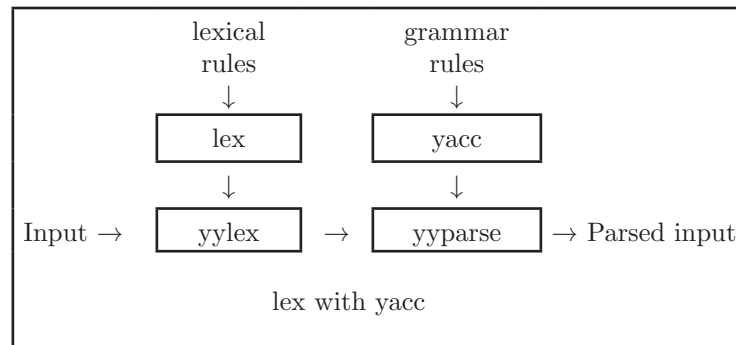 lexical grammar
rules rules
↓ ↓
lex yacc
↓ ↓
Input → yylex → yyparse → Parsed input
lex with yacc